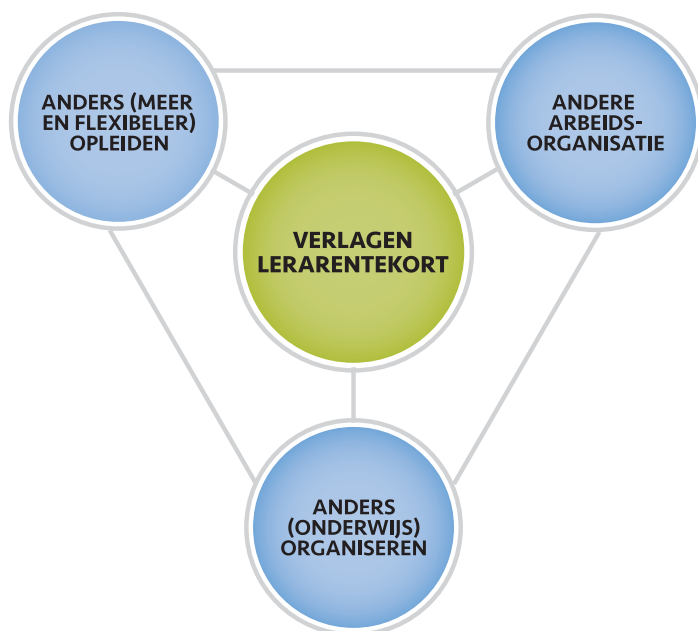 ANDERS (MEER
EN FLEXIBELER)
OPLEIDEN
ANDERE
ARBEIDS-
ORGANISATIE
VERLAGEN
LERARENTEKORT
ANDERS
(ONDERWIJS)
ORGANISEREN